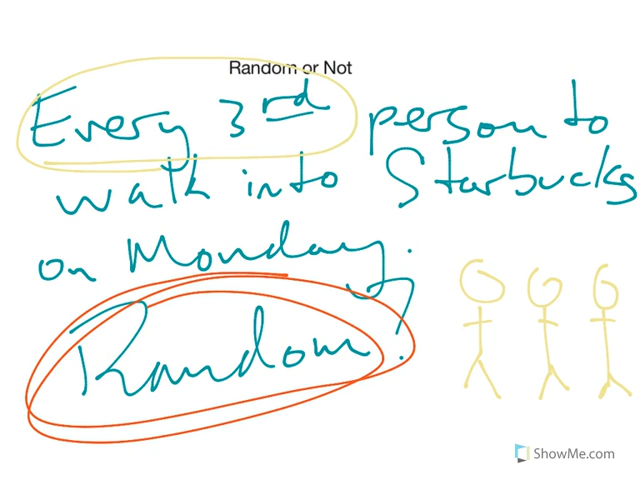 Random or Not
Every 3rd person to
walk into Starbucks
on Monday.
Random!
ShowMe.com